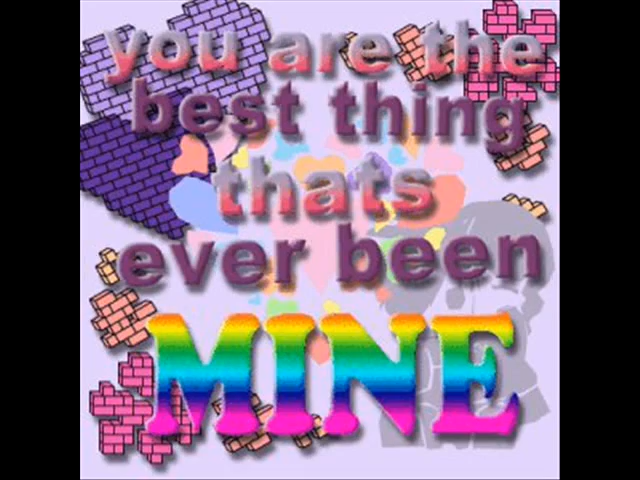 you are the
best thing
thats
ever been
MINE